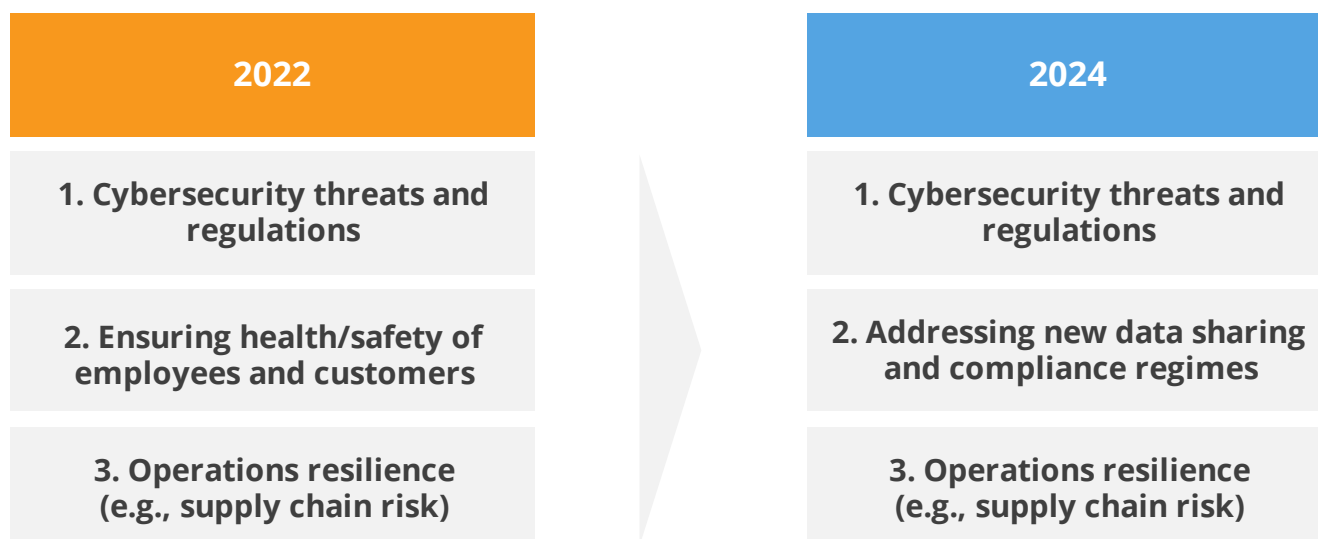 2022
1. Cybersecurity threats and
regulations
2. Ensuring health/safety of
employees and customers
3. Operations resilience
(e.g., supply chain risk)
2024
1. Cybersecurity threats and
regulations
2. Addressing new data sharing
and compliance regimes
3. Operations resilience
(e.g., supply chain risk)